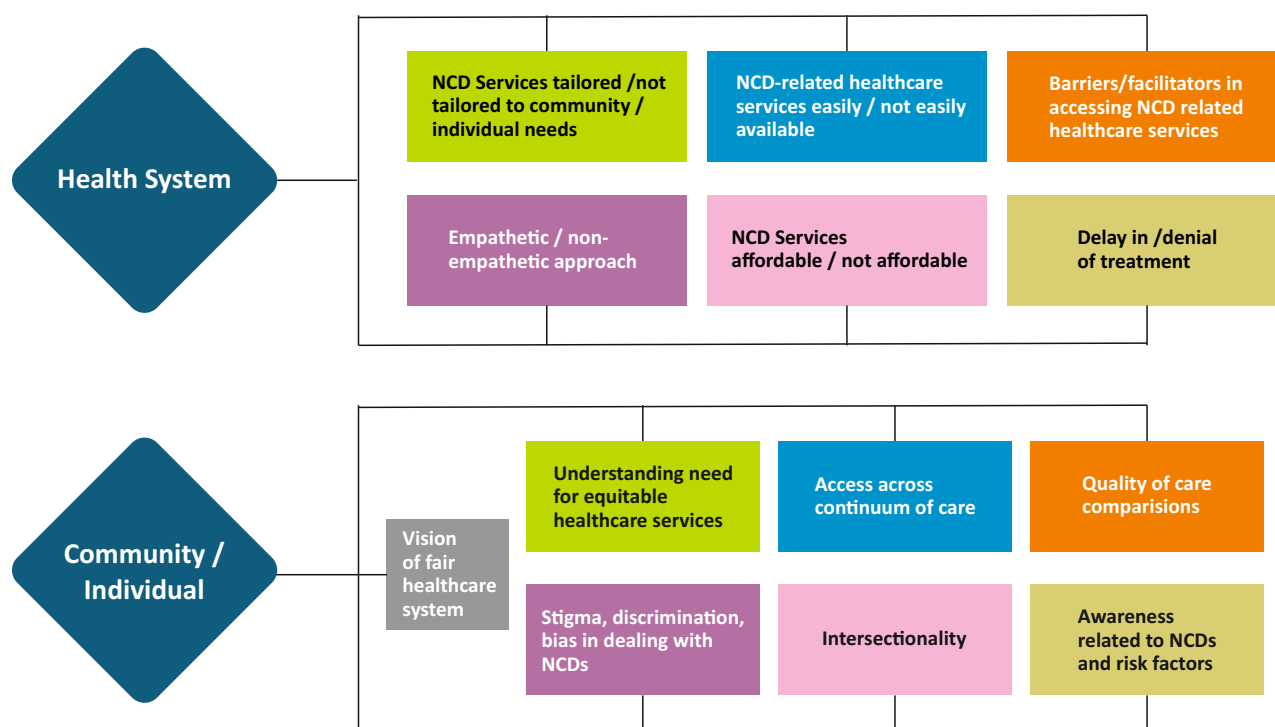 Health System
NCD Services tailored /not
tailored to community /
individual needs
NCD-related healthcare
services easily / not easily
available
Barriers/facilitators in
accessing NCD related
healthcare services
Empathetic / non-
empathetic approach
NCD Services
affordable / not affordable
Delay in /denial
of treatment
Community /
Individual
Vision
of fair
healthcare
system
Understanding need
for equitable
healthcare services
Access across
continuum of care
Quality of care
comparisions
Stigma, discrimination,
bias in dealing with
NCDs
Intersectionality
Awareness
related to NCDs
and risk factors